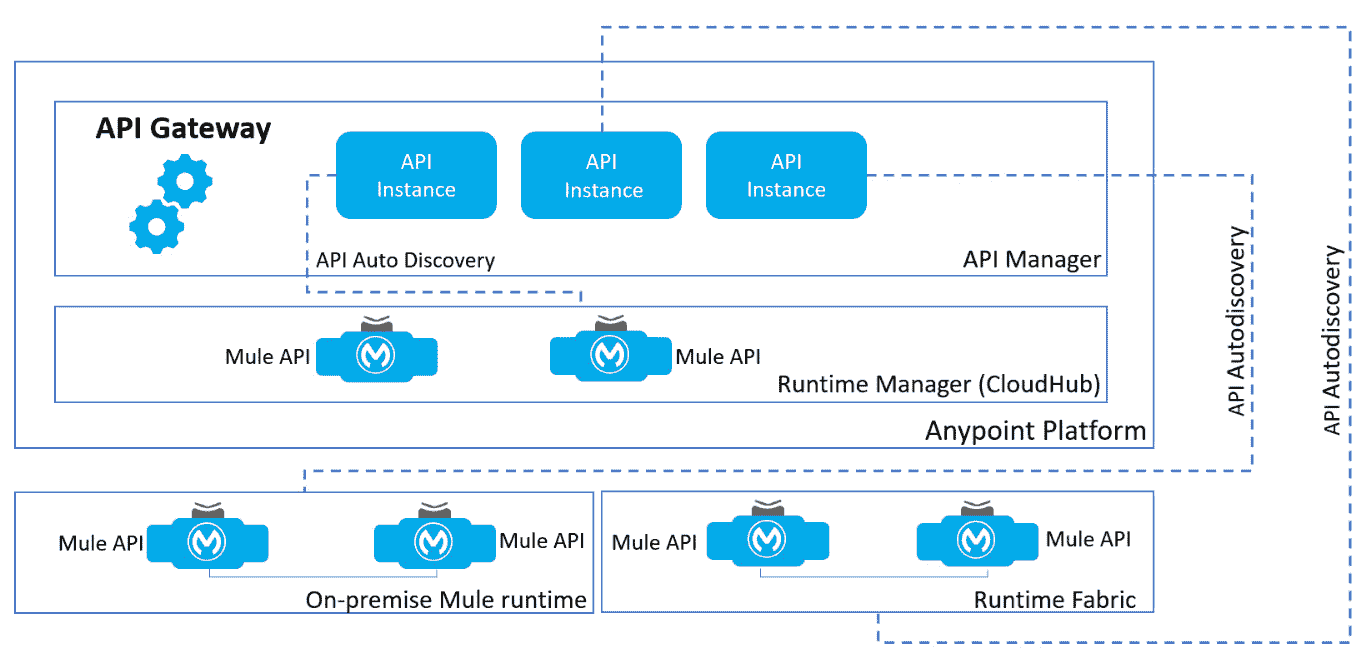 API Gateway
API
Instance
API
Instance
API
Instance
API Auto Discovery
API Manager
Mule API
Mule API
Runtime Manager (CloudHub)
Anypoint Platform
API Autodiscovery
API Autodiscovery
Mule API
Mule API
On-premise Mule runtime
Mule API
Mule API
Runtime Fabric